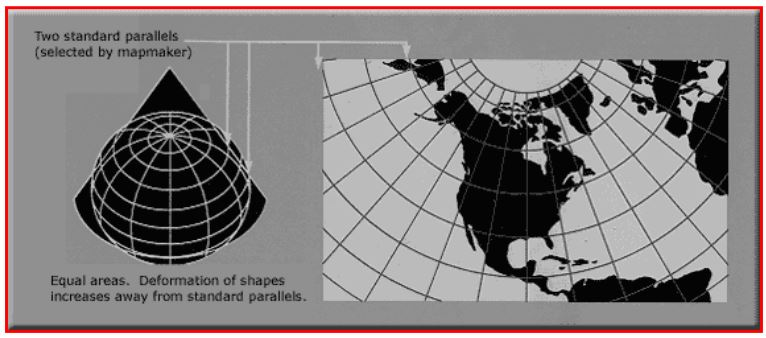 Two standard parallels
(selected by mapmaker)
Equal areas. Deformation of shapes
increases away from standard parallels.